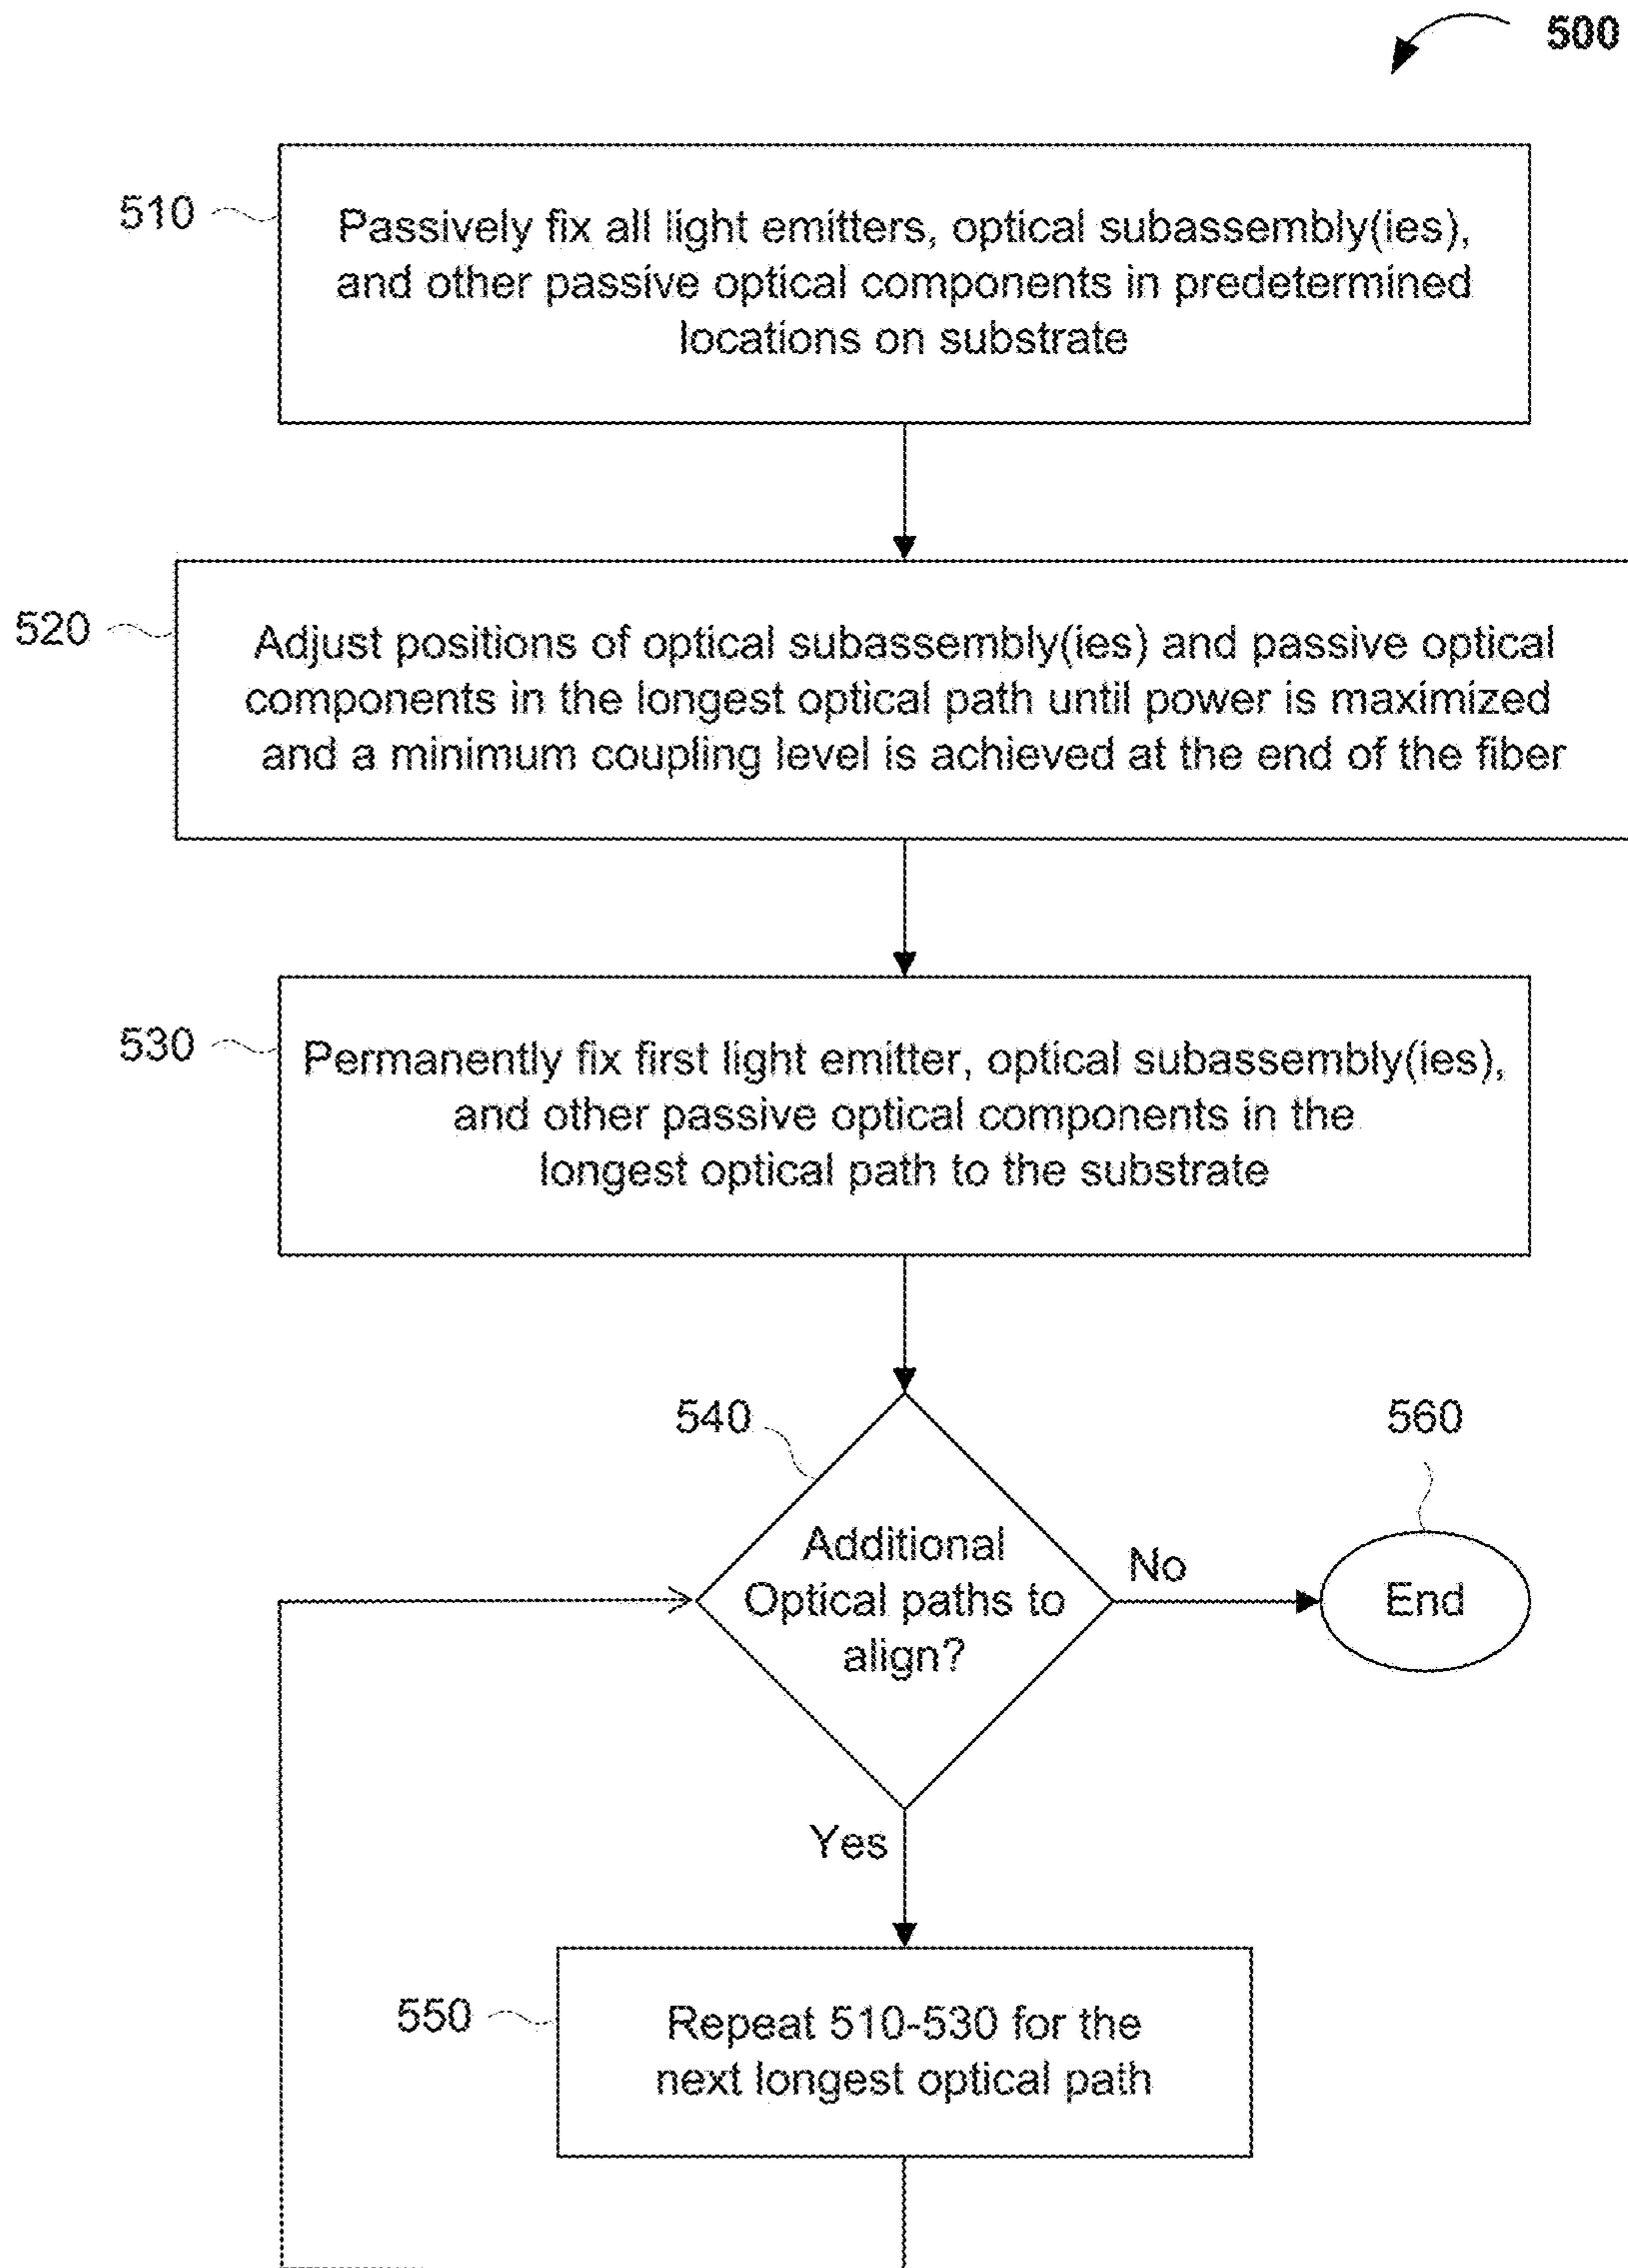 500
510
Passively fix all light emitters, optical subassembly(ies),
and other passive optical components in predetermined
locations on substrate
520
Adjust positions of optical subassembly(ies) and passive optical
components in the longest optical path until power is maximized
and a minimum coupling level is achieved at the end of the fiber
530
Permanently fix first light emitter, optical subassembly(ies),
and other passive optical components in the
longest optical path to the substrate
540
560
Additional
Optical paths to
align?
No
End
Yes
550
Repeat 510-530 for the
next longest optical path